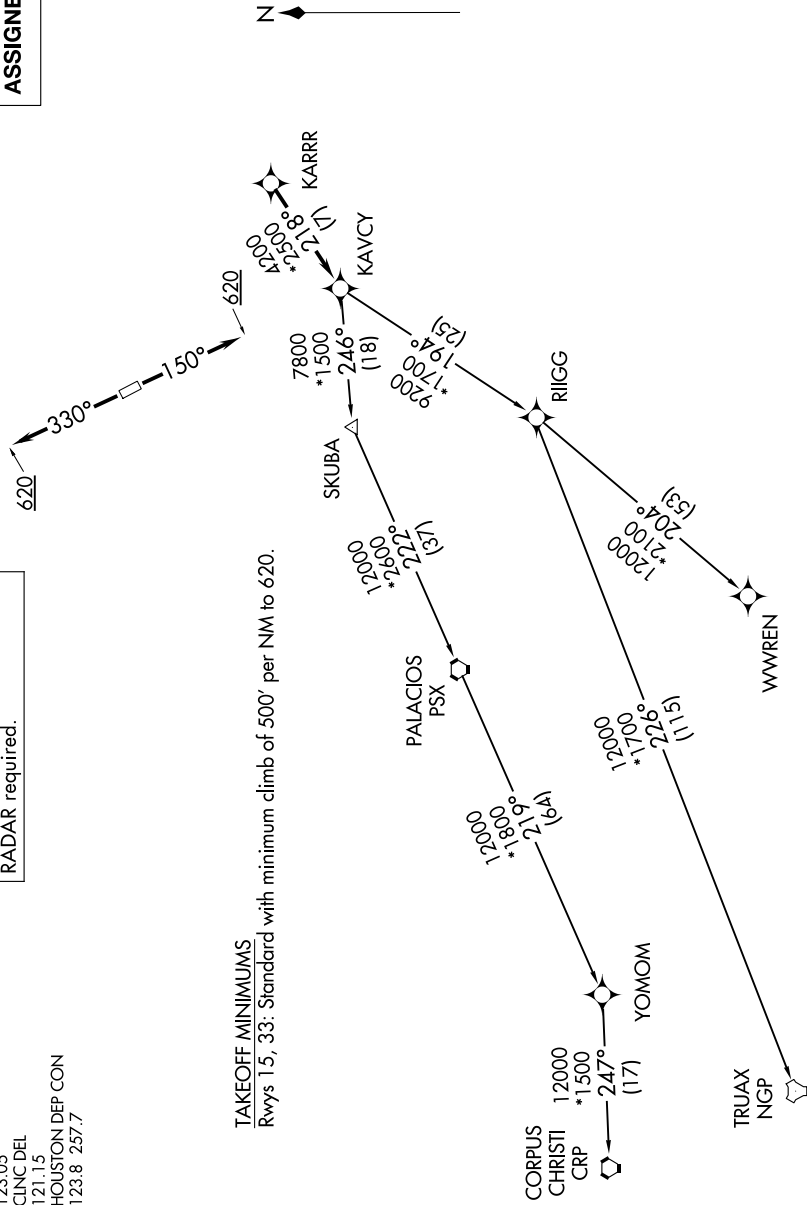 123.05
CLNC DEL
121.15
HOUSTON DEP CON
123.8 257.7
RADAR required.
N
TAKEOFF MINIMUMS
Rwys 15, 33: Standard with minimum climb of 500' per NM to 620.
620
330°
150°
620
KARRR
4200
*2500
218°
(7)
KAVCY
7800
*1500
246°
(18)
9200
*1700
194°
(25)
SKUBA
RIIGG
12000
*2600
222°
(37)
12000
*2100
204°
(53)
PALACIOS
PSX
WWREN
12000
*1800
219°
(64)
12000
*1700
226°
(115)
YOMOM
12000
*1500
247°
(17)
CORPUS
CHRISTI
CRP
TRUAX
NGP